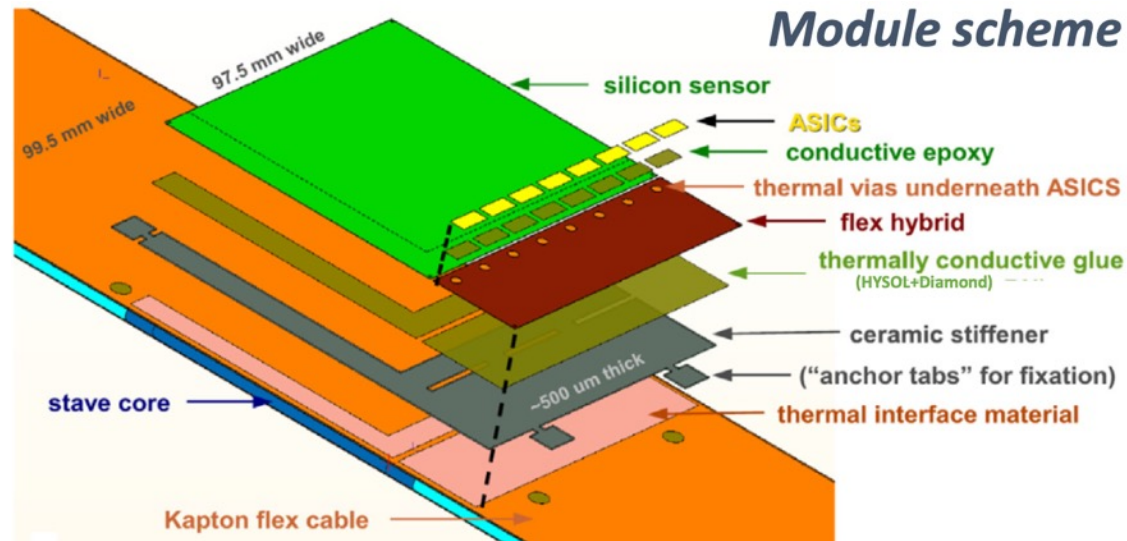 Module scheme
97.5 mm wide
99.5 mm wide
silicon sensor
ASICs
conductive epoxy
thermal vias underneath ASICS
flex hybrid
thermally conductive glue
(HYSOL+Diamond)
ceramic stiffener
~500 um thick
("anchor tabs" for fixation)
stave core
thermal interface material
Kapton flex cable